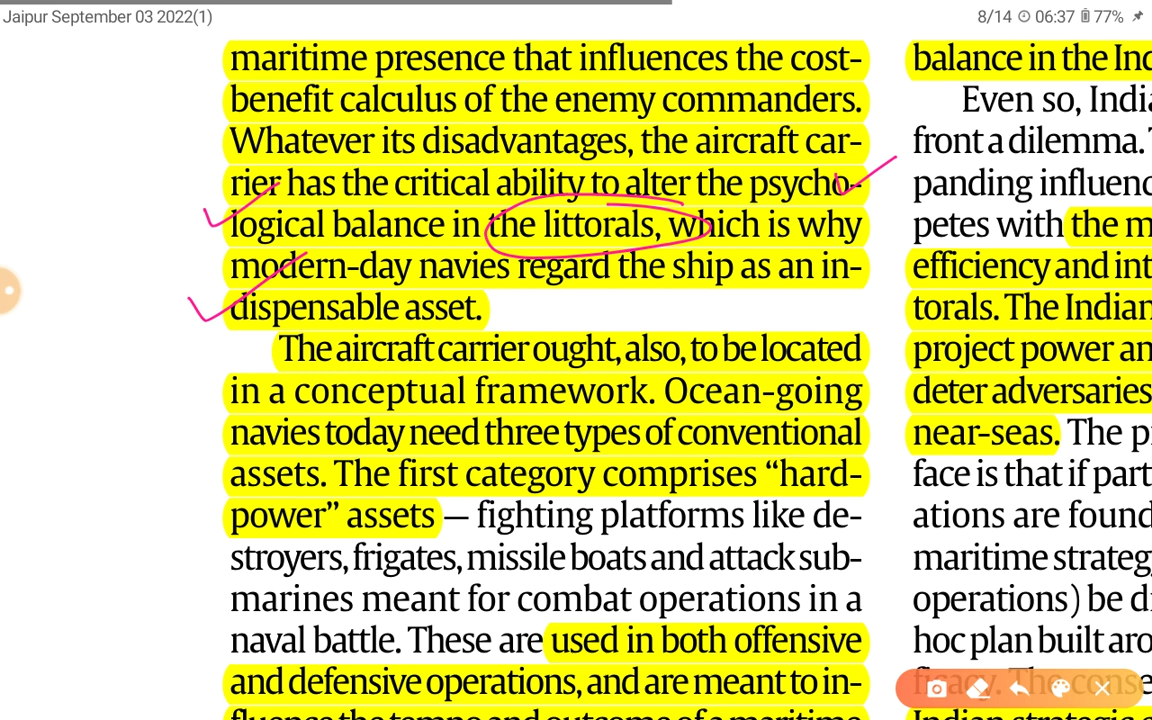 Jaipur September 03 2022(1)
8/14 06:37 77%
maritime presence that influences the cost-
benefit calculus of the enemy commanders.
Whatever its disadvantages, the aircraft car-
rier has the critical ability to alter the psycho-
logical balance in the littorals, which is why
modern-day navies regard the ship as an in-
dispensable asset.
The aircraft carrier ought, also, to be located
in a conceptual framework. Ocean-going
navies today need three types of conventional
assets. The first category comprises “hard-
power” assets — fighting platforms like de-
stroyers, frigates, missile boats and attack sub-
marines meant for combat operations in a
naval battle. These are used in both offensive
and defensive operations, and are meant to in-
fluence the tempo and outcome of a maritime
balance in the
Even so,
front a dilemma.
panding
petes with the
efficiency and
torals. The Indian
project power
deter adversaries
near-seas. The
face is that if
ations are found
maritime
operations) be
hoc plan built
Indian